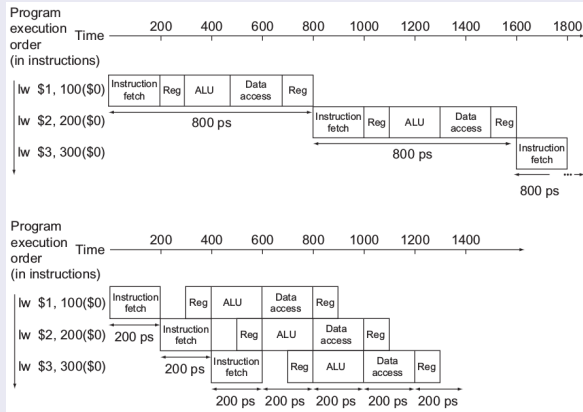 Program
execution
order
(in instructions)
Time
200 400 600 800 1000 1200 1400 1600 1800
lw $1, 100($0)
Instruction
fetch
Reg
ALU
Data
access
Reg
800 ps
lw $2, 200($0)
Instruction
fetch
Reg
ALU
Data
access
Reg
800 ps
lw $3, 300($0)
Instruction
fetch
...
800 ps
Program
execution
order
(in instructions)
Time
200 400 600 800 1000 1200 1400
lw $1, 100($0)
Instruction
fetch
Reg
ALU
Data
access
Reg
200 ps
lw $2, 200($0)
Instruction
fetch
Reg
ALU
Data
access
Reg
200 ps
lw $3, 300($0)
Instruction
fetch
Reg
ALU
Data
access
Reg
200 ps 200 ps 200 ps 200 ps 200 ps